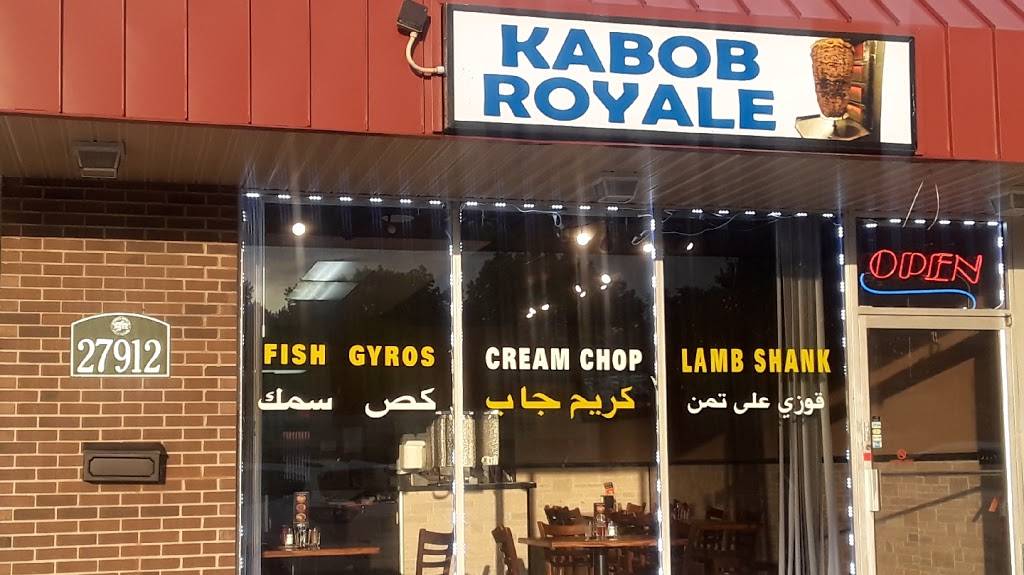 KABOB
ROYALE
OPEN
27912
FISH GYROS CREAM CHOP LAMB SHANK
سمك كص كريم جاب قوزي على تمن